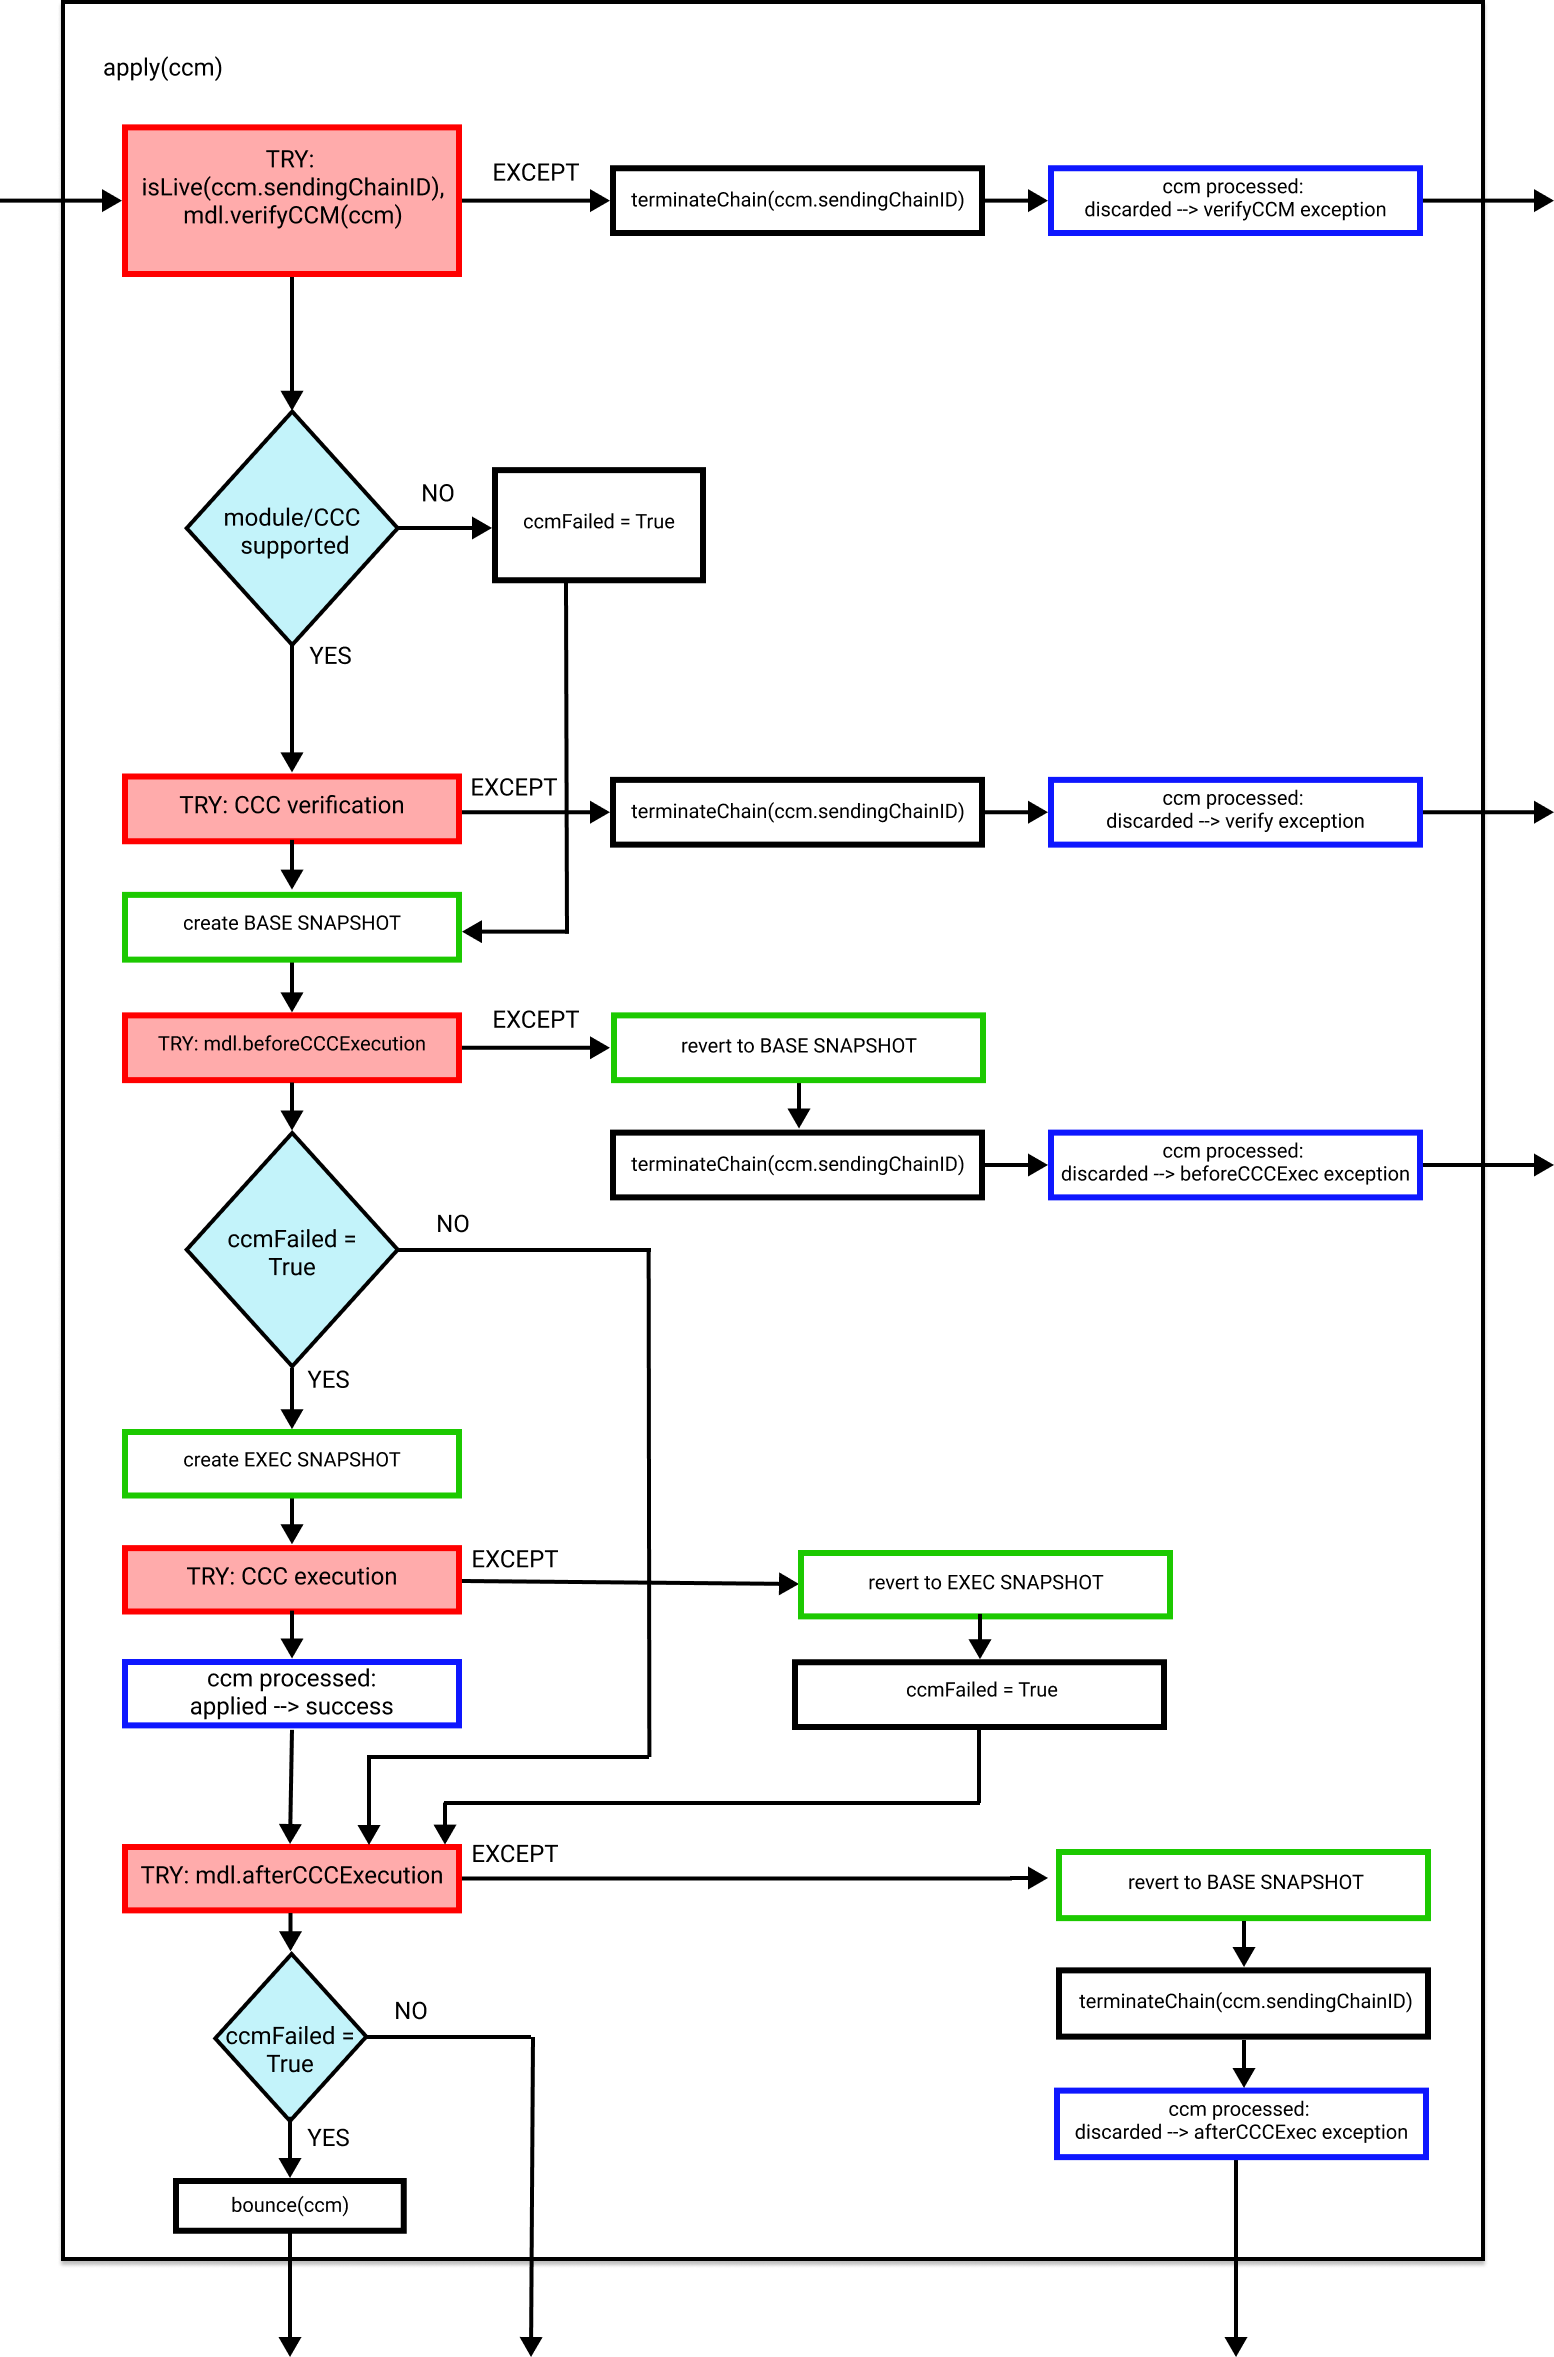 apply(ccm)
TRY:
isLive(ccm.sendingChainID),
mdl.verifyCCM(ccm)
EXCEPT
terminateChain(ccm.sendingChainID)
ccm processed:
discarded --> verifyCCM exception
module/CCC
supported
NO
ccmFailed = True
YES
TRY: CCC verification
EXCEPT
terminateChain(ccm.sendingChainID)
ccm processed:
discarded --> verify exception
create BASE SNAPSHOT
TRY: mdl.beforeCCCExecution
EXCEPT
revert to BASE SNAPSHOT
terminateChain(ccm.sendingChainID)
ccm processed:
discarded --> beforeCCCExec exception
ccmFailed =
True
NO
YES
create EXEC SNAPSHOT
TRY: CCC execution
EXCEPT
revert to EXEC SNAPSHOT
ccmFailed = True
ccm processed:
applied --> success
TRY: mdl.afterCCCExecution
EXCEPT
revert to BASE SNAPSHOT
terminateChain(ccm.sendingChainID)
ccm processed:
discarded --> afterCCCExec exception
ccmFailed =
True
NO
YES
bounce(ccm)